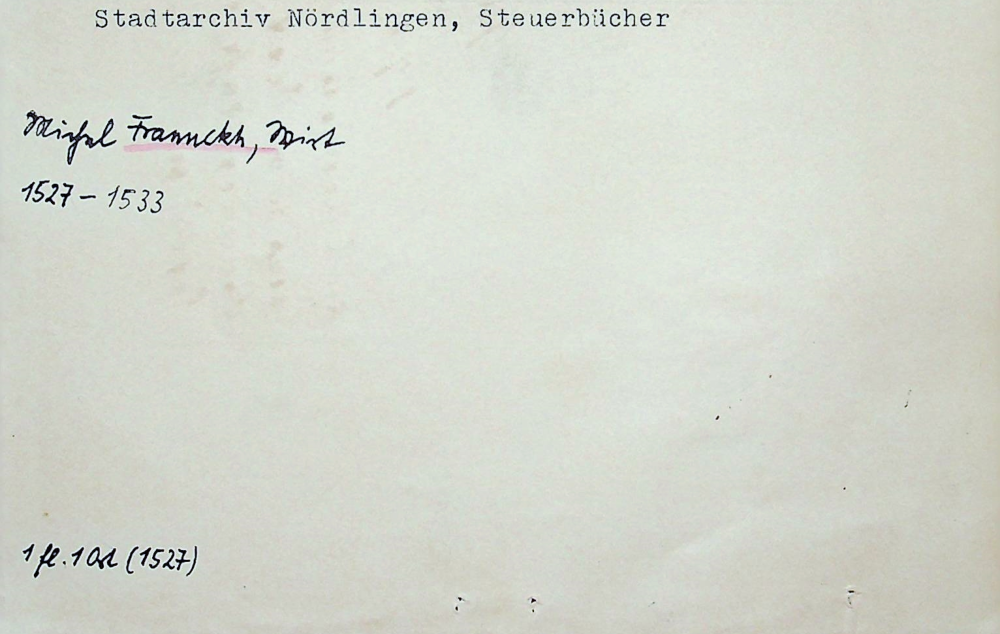 Stadtarchiv Nördlingen, Steuerbücher
Michel Franckh, Wirt
1527 - 1533
1 fl. 1 Ort (1527)